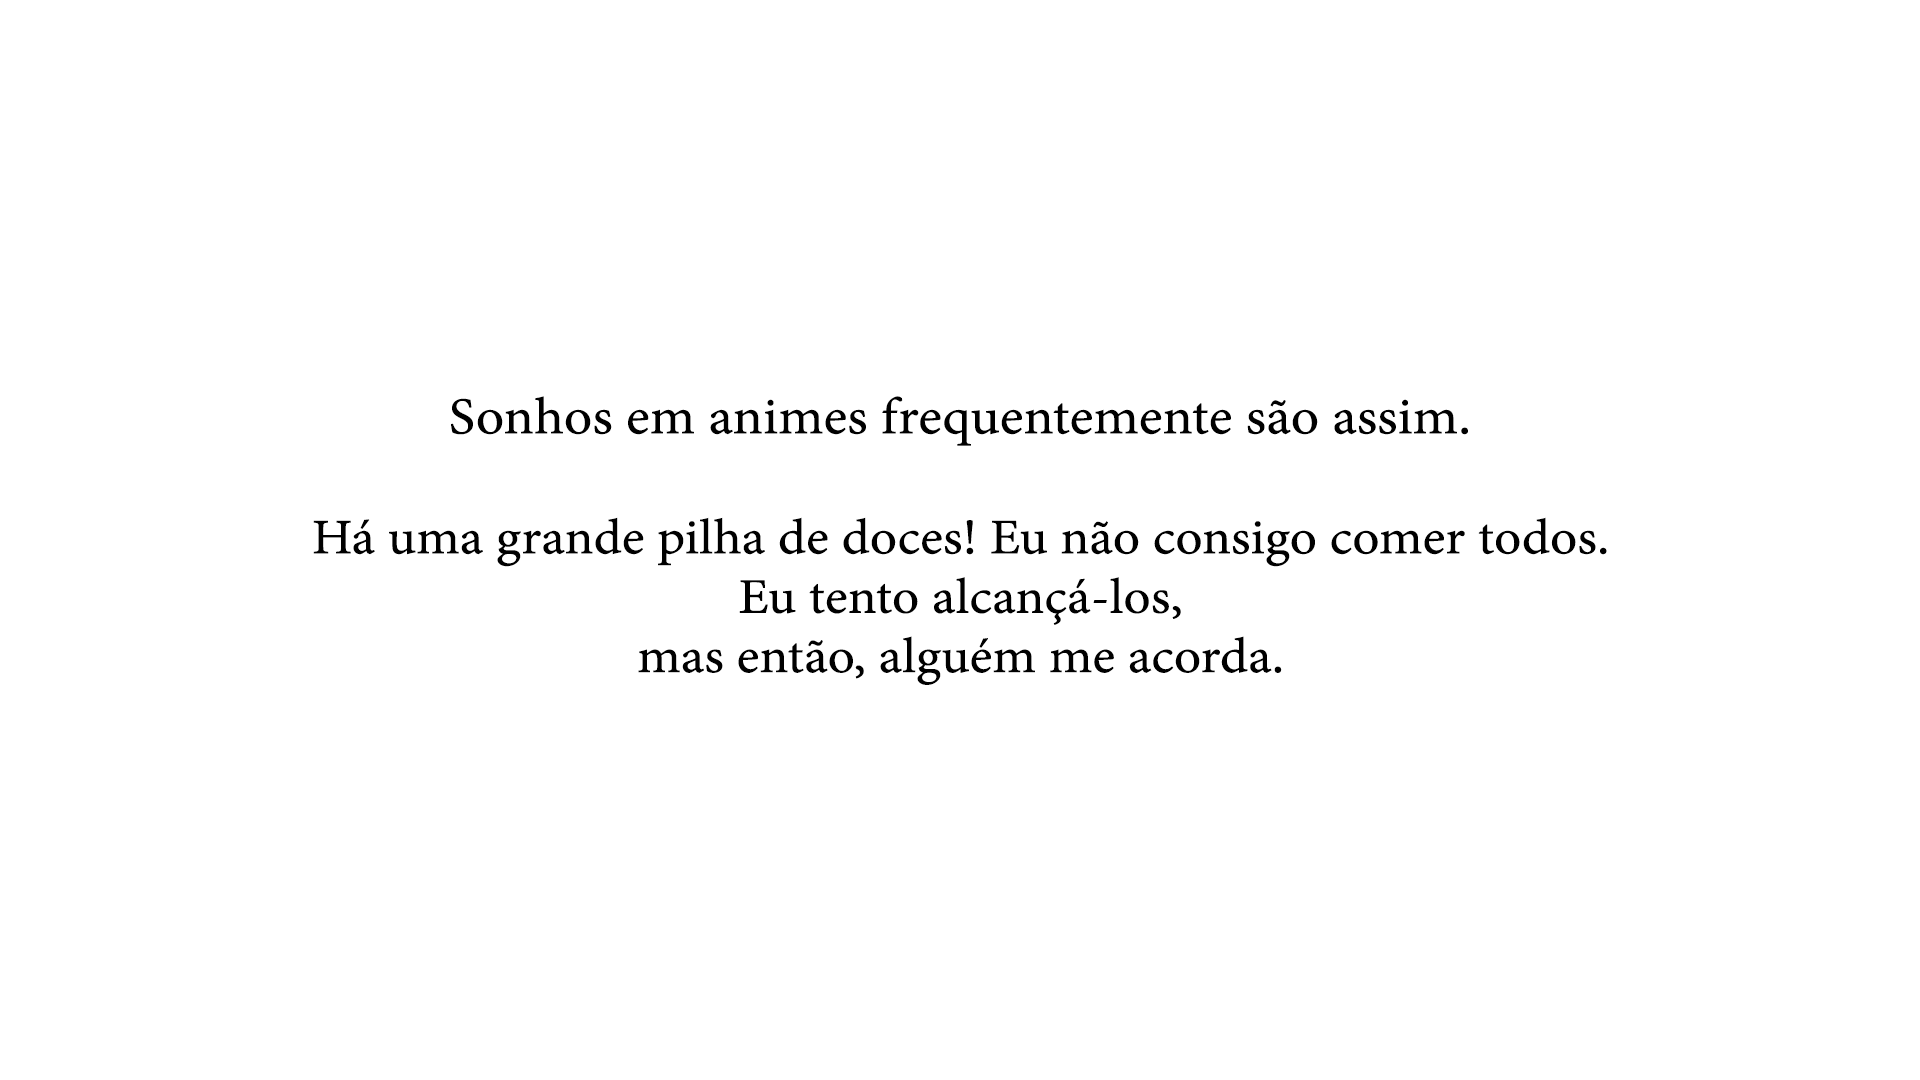 Sonhos em animes frequentemente são assim.
Há uma grande pilha de doces! Eu não consigo comer todos.
Eu tento alcançá-los,
mas então, alguém me acorda.